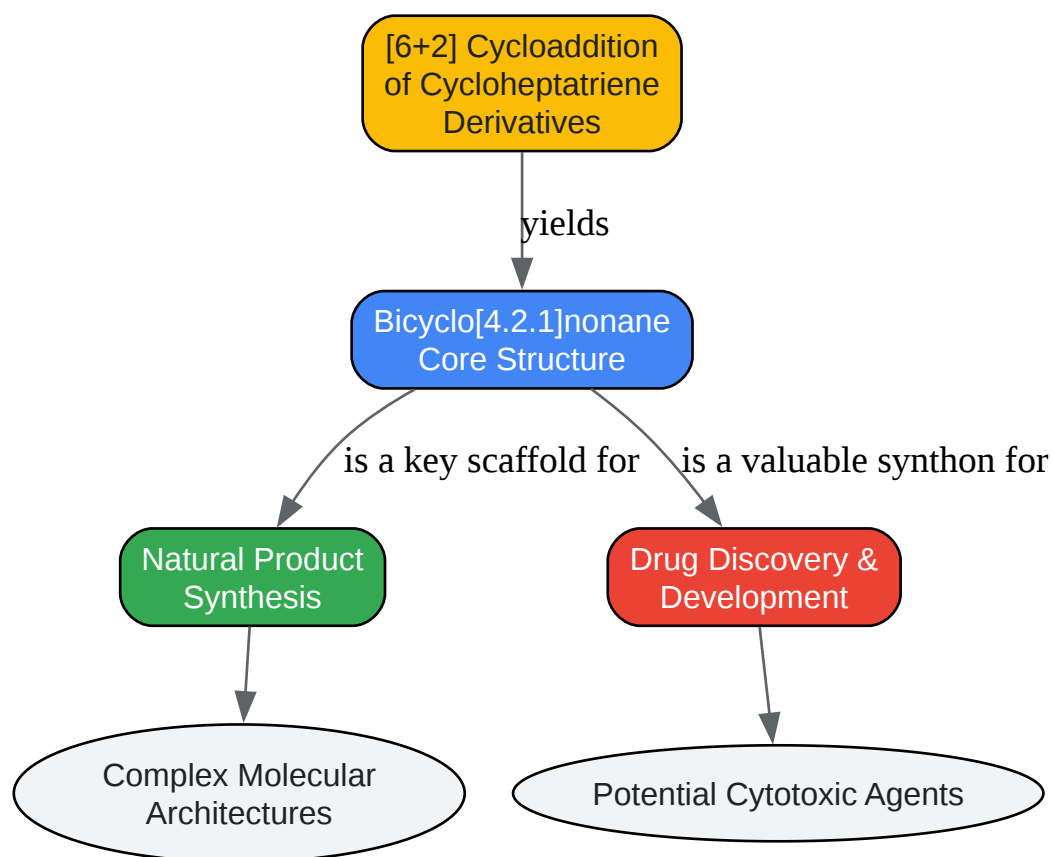 [6+2] Cycloaddition
of Cycloheptatriene
Derivatives
yields
Bicyclo[4.2.1]nonane
Core Structure
is a key scaffold for
is a valuable synthon for
Natural Product
Synthesis
Drug Discovery &
Development
Complex Molecular
Architectures
Potential Cytotoxic Agents